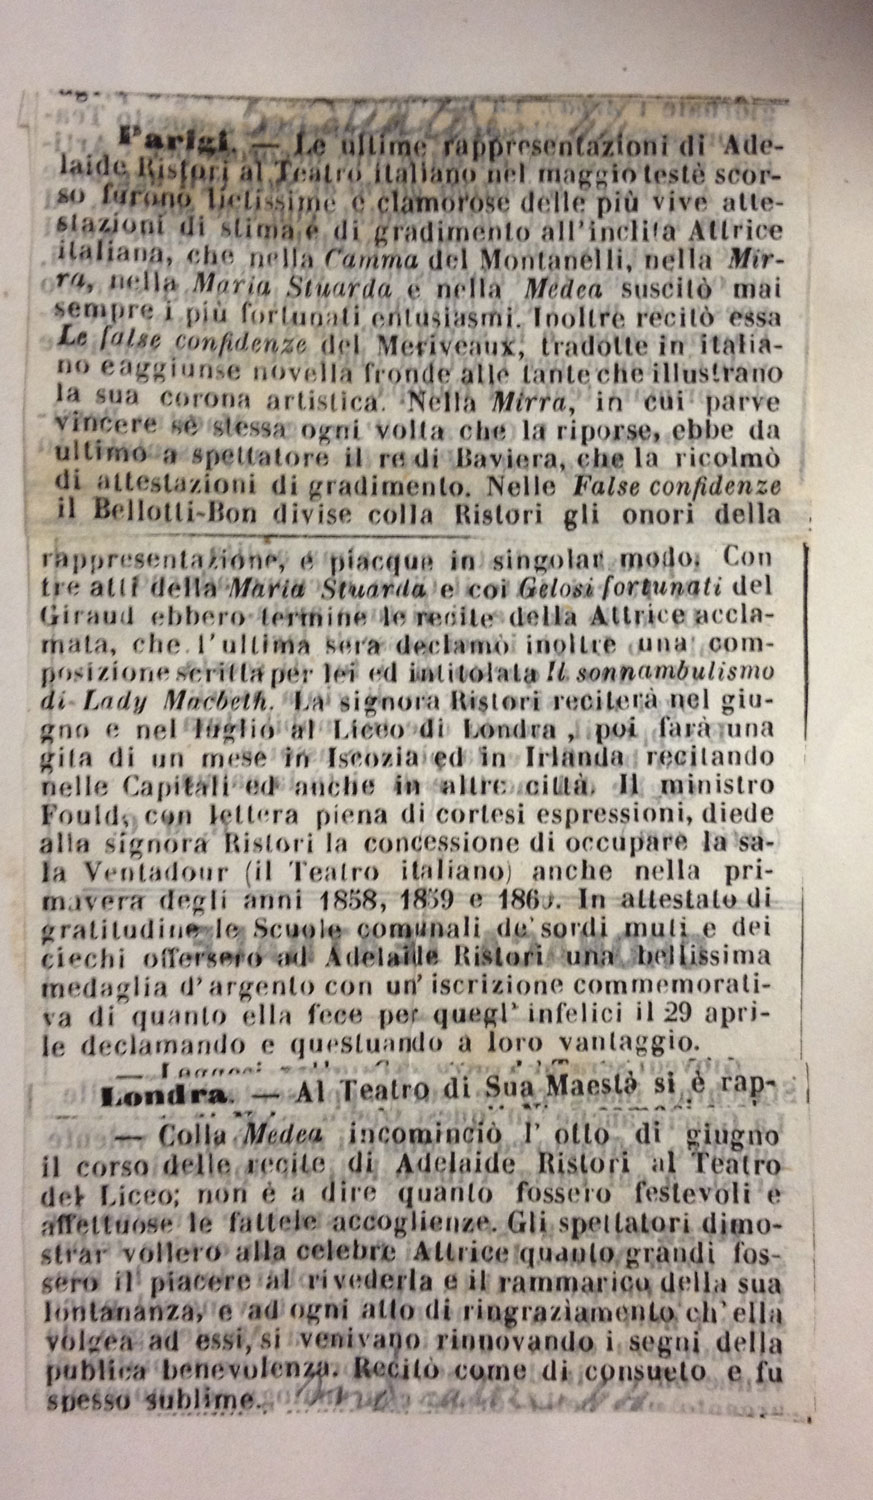 Parigi. — Le ultime rappresentazioni di Ade-
laide Ristori al Teatro italiano nel maggio testè scor-
so furono lietissime e clamorose delle più vive atte-
stazioni di stima e di gradimento all'inclita Attrice
italiana, che nella Camma del Montanelli, nella Mir-
ra, nella Maria Stuarda e nella Medea suscitò mai
sempre i più fortunati entusiasmi. Inoltre recitò essa
Le false confidenze del Meriveaux, tradotte in italia-
no e aggiunse novella fronde alle tante che illustrano
la sua corona artistica. Nella Mirra, in cui parve
vincere sè stessa ogni volta che la riporse, ebbe da
ultimo a spettatore il re di Baviera, che la ricolmò
di attestazioni di gradimento. Nelle False confidenze
il Bellotti-Bon divise colla Ristori gli onori della
rappresentazione, e piacque in singolar modo. Con
tre atti della Maria Stuarda e coi Gelosi fortunati del
Giraud ebbero termine le recite della Attrice accla-
mata, che l'ultima sera declamò inoltre una com-
posizione scritta per lei ed intitolata Il sonnambulismo
di Lady Macbeth. La signora Ristori reciterà nel giu-
gno e nel luglio al Liceo di Londra, poi farà una
gita di un mese in Iscozia ed in Irlanda recitando
nelle Capitali ed anche in altre città. Il ministro
Fould, con lettera piena di cortesi espressioni, diede
alla signora Ristori la concessione di occupare la sa-
la Ventadour (il Teatro italiano) anche nella pri-
mavera degli anni 1858, 1859 e 1860. In attestato di
gratitudine le Scuole comunali de' sordi muti e dei
ciechi offersero ad Adelaide Ristori una bellissima
medaglia d'argento con un' iscrizione commemorati-
va di quanto ella fece per quegl' infelici il 29 apri-
le declamando e questuando a loro vantaggio.
Londra. — Al Teatro di Sua Maestà si è rap-
— Colla Medea incominciò l' otto di giugno
il corso delle recite di Adelaide Ristori al Teatro
del Liceo; non è a dire quanto fossero festevoli e
affettuose le fattele accoglienze. Gli spettatori dimo-
strar vollero alla celebre Attrice quanto grandi fos-
sero il piacere al rivederla e il rammarico della sua
lontananza, e ad ogni atto di ringraziamento ch' ella
volgea ad essi, si venivano rinnovando i segni della
publica benevolenza. Recitò come di consueto e fu
spesso sublime.